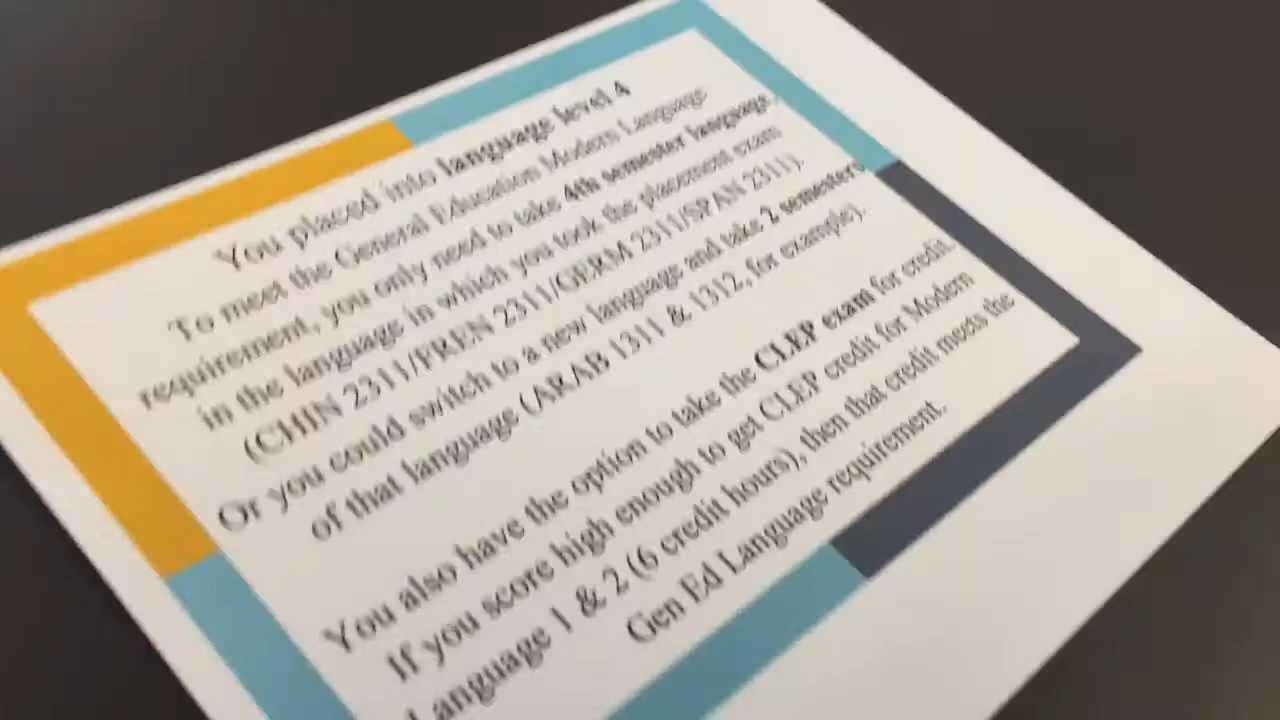 You placed into language level 4
To meet the General Education Modern Language
requirement, you only need to take 4th semester language,
in the language in which you took the placement exam
(CHIN 2311/FREN 2311/GERM 2311/SPAN 2311).
Or you could switch to a new language and take 2 semesters
of that language (ARAB 1311 & 1312, for example).
You also have the option to take the CLEP exam for credit.
If you score high enough to get CLEP credit for Modern
Language 1 & 2 (6 credit hours), then that credit meets the
Gen Ed Language requirement.